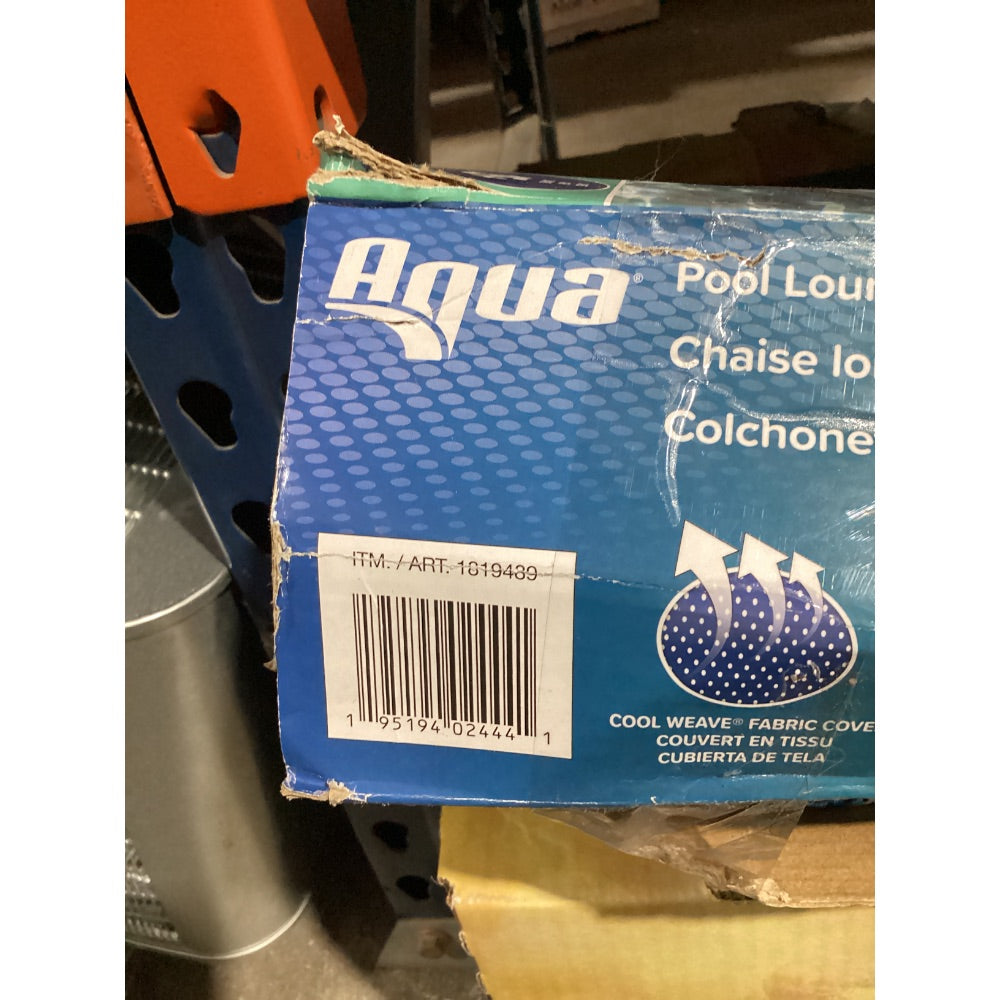 Aqua®
Pool Lour
Chaise lo
Colchone
ITM. / ART. 1819489
1 95194 02444 1
COOL WEAVE® FABRIC COVE
COUVERT EN TISSU
CUBIERTA DE TELA